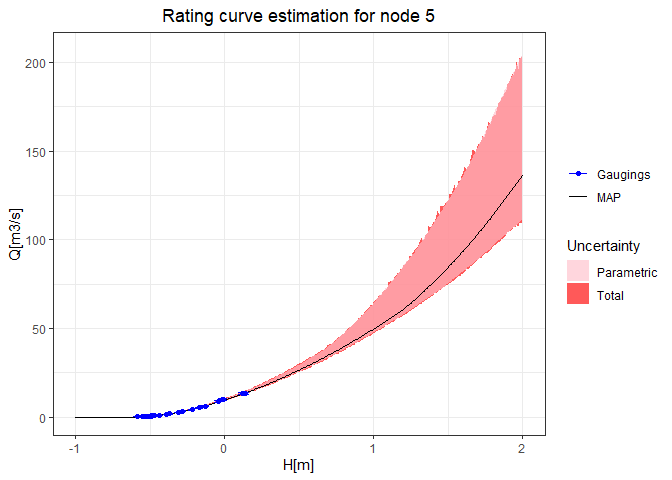 Rating curve estimation for node 5
Q[m3/s]
200
150
100
50
0
-1 0 1 2
H[m]
Gaugings
MAP
Uncertainty
Parametric
Total